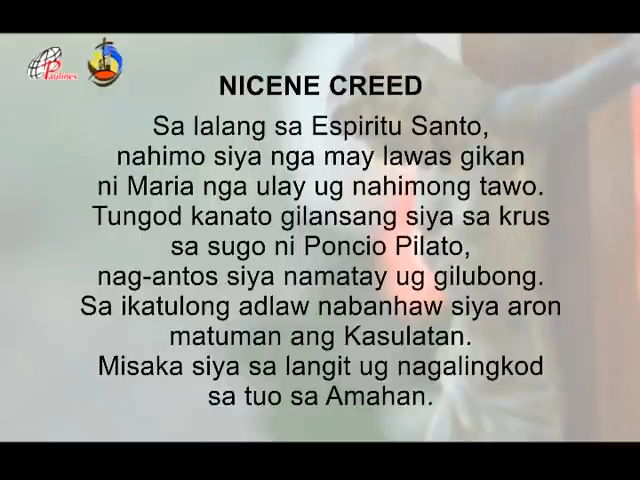 Paulines
NICENE CREED
Sa lalang sa Espiritu Santo,
nahimo siya nga may lawas gikan
ni Maria nga ulay ug nahimong tawo.
Tungod kanato gilansang siya sa krus
sa sugo ni Poncio Pilato,
nag-antos siya namatay ug gilubong.
Sa ikatulong adlaw nabanhaw siya aron
matuman ang Kasulatan.
Misaka siya sa langit ug nagalingkod
sa tuo sa Amahan.